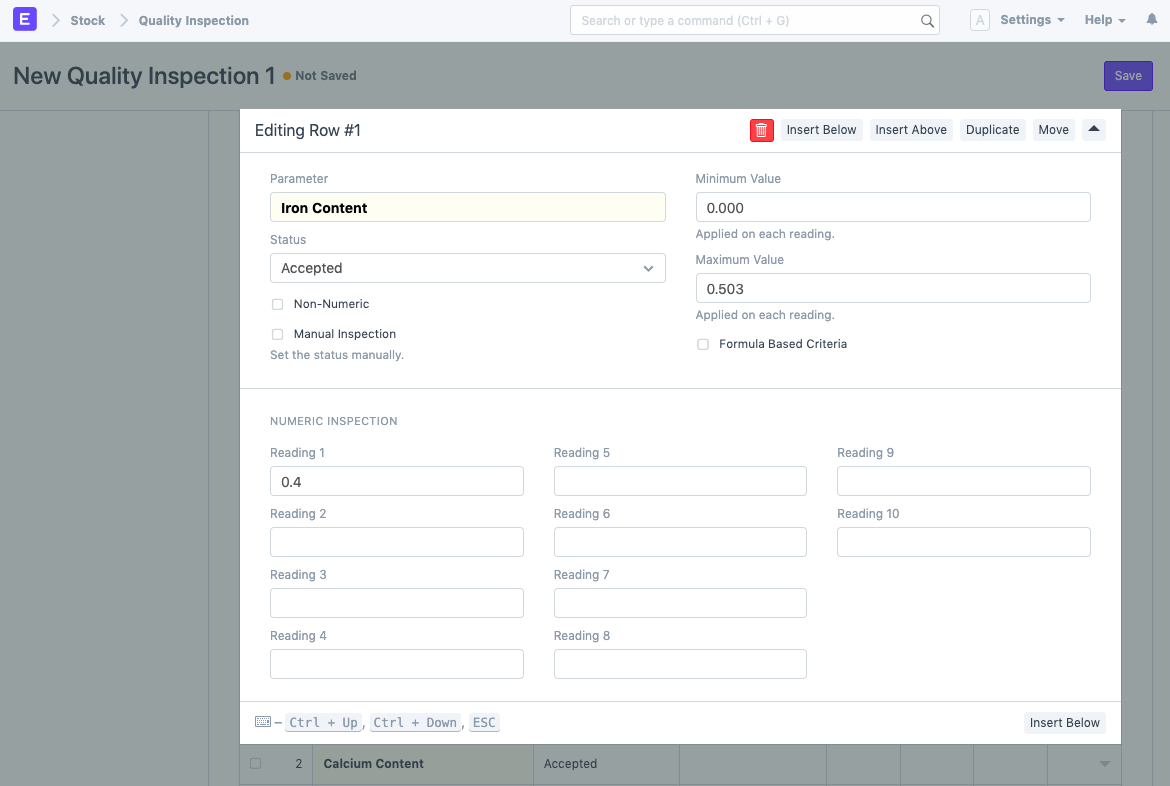 E Stock Quality Inspection Search or type a command (Ctrl + G) A Settings Help
New Quality Inspection 1 Not Saved Save
Editing Row #1 Insert Below Insert Above Duplicate Move
Parameter
Iron Content
Status
Accepted
Non-Numeric
Manual Inspection
Set the status manually.
Minimum Value
0.000
Applied on each reading.
Maximum Value
0.503
Applied on each reading.
Formula Based Criteria
NUMERIC INSPECTION
Reading 1
0.4
Reading 2
Reading 3
Reading 4
Reading 5
Reading 6
Reading 7
Reading 8
Reading 9
Reading 10
– Ctrl + Up, Ctrl + Down, ESC Insert Below
2 Calcium Content Accepted